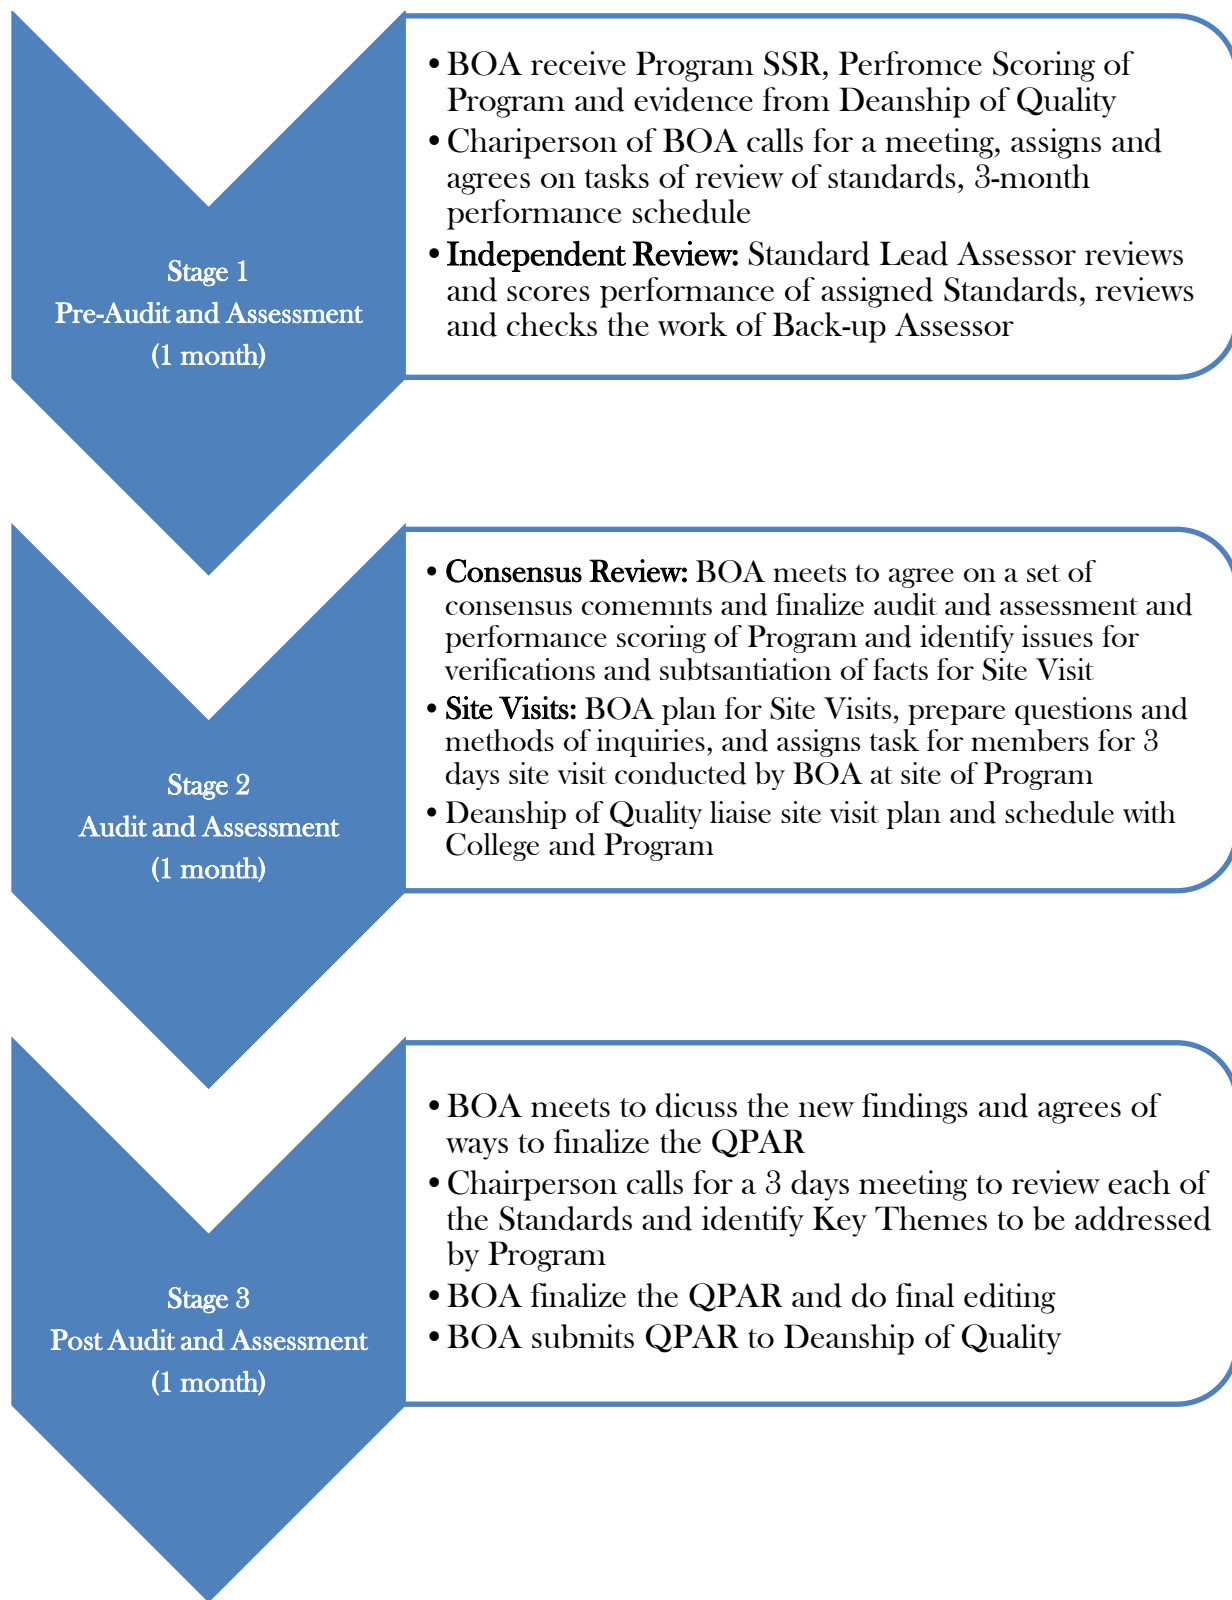 Stage 1
Pre-Audit and Assessment
(1 month)
• BOA receive Program SSR, Perfromce Scoring of
Program and evidence from Deanship of Quality
• Chariperson of BOA calls for a meeting, assigns and
agrees on tasks of review of standards, 3-month
performance schedule
• Independent Review: Standard Lead Assessor reviews
and scores performance of assigned Standards, reviews
and checks the work of Back-up Assessor
Stage 2
Audit and Assessment
(1 month)
• Consensus Review: BOA meets to agree on a set of
consensus comemnts and finalize audit and assessment and
performance scoring of Program and identify issues for
verifications and subtsantiation of facts for Site Visit
• Site Visits: BOA plan for Site Visits, prepare questions and
methods of inquiries, and assigns task for members for 3
days site visit conducted by BOA at site of Program
• Deanship of Quality liaise site visit plan and schedule with
College and Program
Stage 3
Post Audit and Assessment
(1 month)
• BOA meets to dicuss the new findings and agrees of
ways to finalize the QPAR
• Chairperson calls for a 3 days meeting to review each of
the Standards and identify Key Themes to be addressed
by Program
• BOA finalize the QPAR and do final editing
• BOA submits QPAR to Deanship of Quality